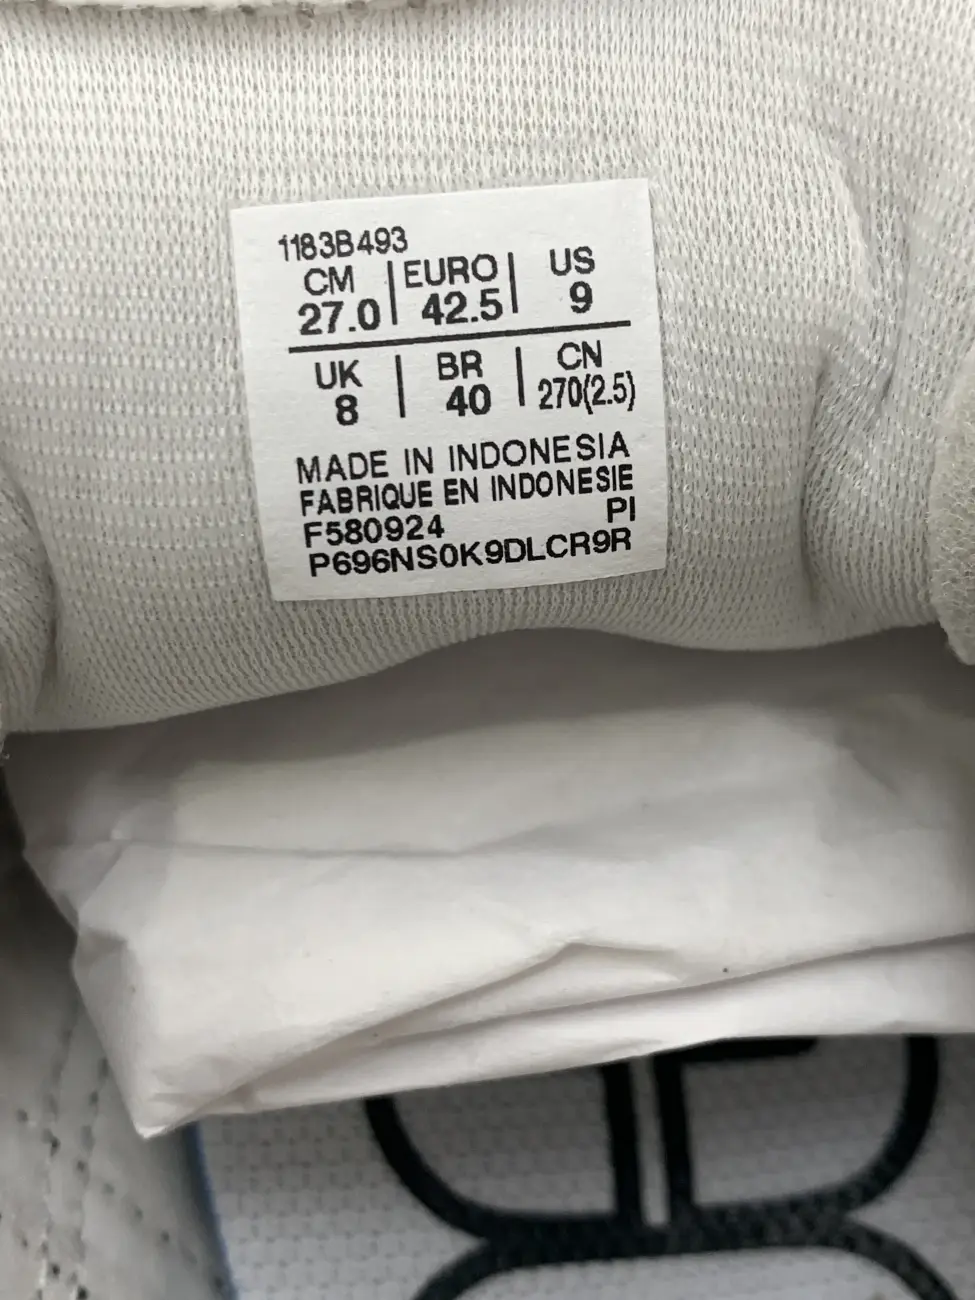 1183B493
CM | EURO | US
27.0 | 42.5 | 9
UK | BR | CN
8 | 40 | 270(2.5)
MADE IN INDONESIA
FABRIQUE EN INDONESIE
F580924 PI
P696NS0K9DLCR9R